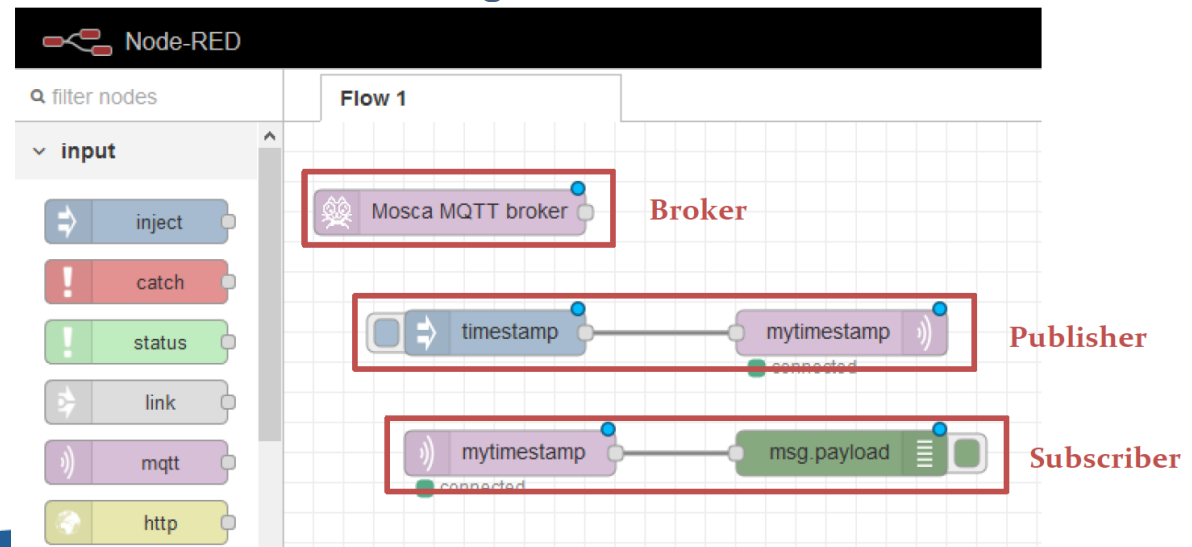 Node-RED
filter nodes
Flow 1
input
inject
catch
status
link
mqtt
http
Mosca MQTT broker
Broker
timestamp
mytimestamp
connected
Publisher
mytimestamp
msg.payload
connected
Subscriber